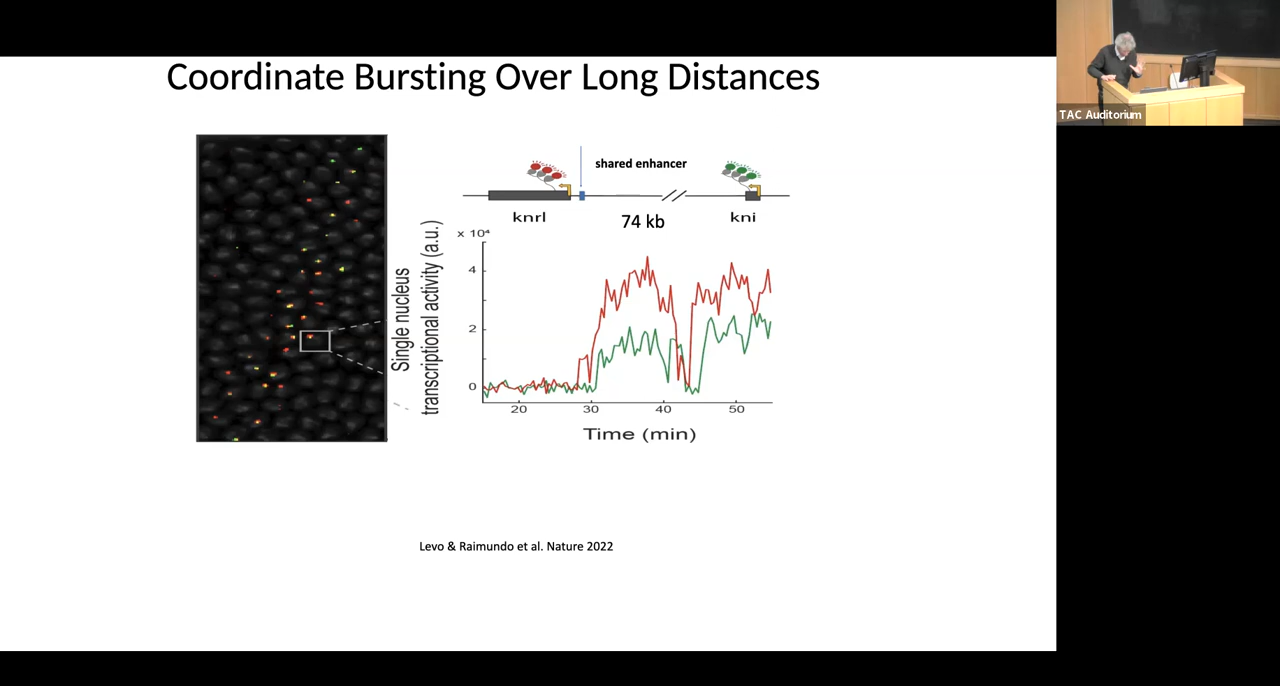 Coordinate Bursting Over Long Distances
TAC Auditorium
shared enhancer
knrl
kni
74 kb
Single nucleus
transcriptional activity (a.u.)
x 10⁴
4
2
0
20 30 40 50
Time (min)
Levo & Raimundo et al. Nature 2022